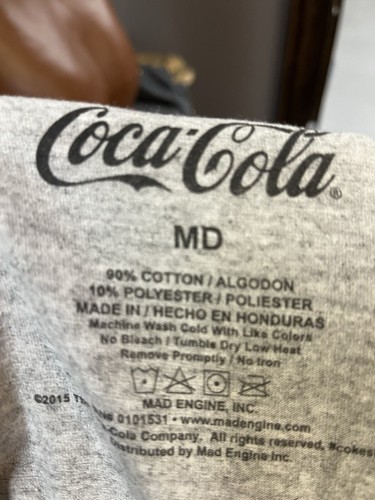 Coca-Cola®
MD
90% COTTON / ALGODON
10% POLYESTER / POLIESTER
MADE IN / HECHO EN HONDURAS
Machine Wash Cold With Like Colors
No Bleach / Tumble Dry Low Heat
Remove Promptly / No Iron
MAD ENGINE, INC
©2015 0101531 • www.madengine.com
-Cola Company. All rights reserved. #cokes
Distributed by Mad Engine Inc.